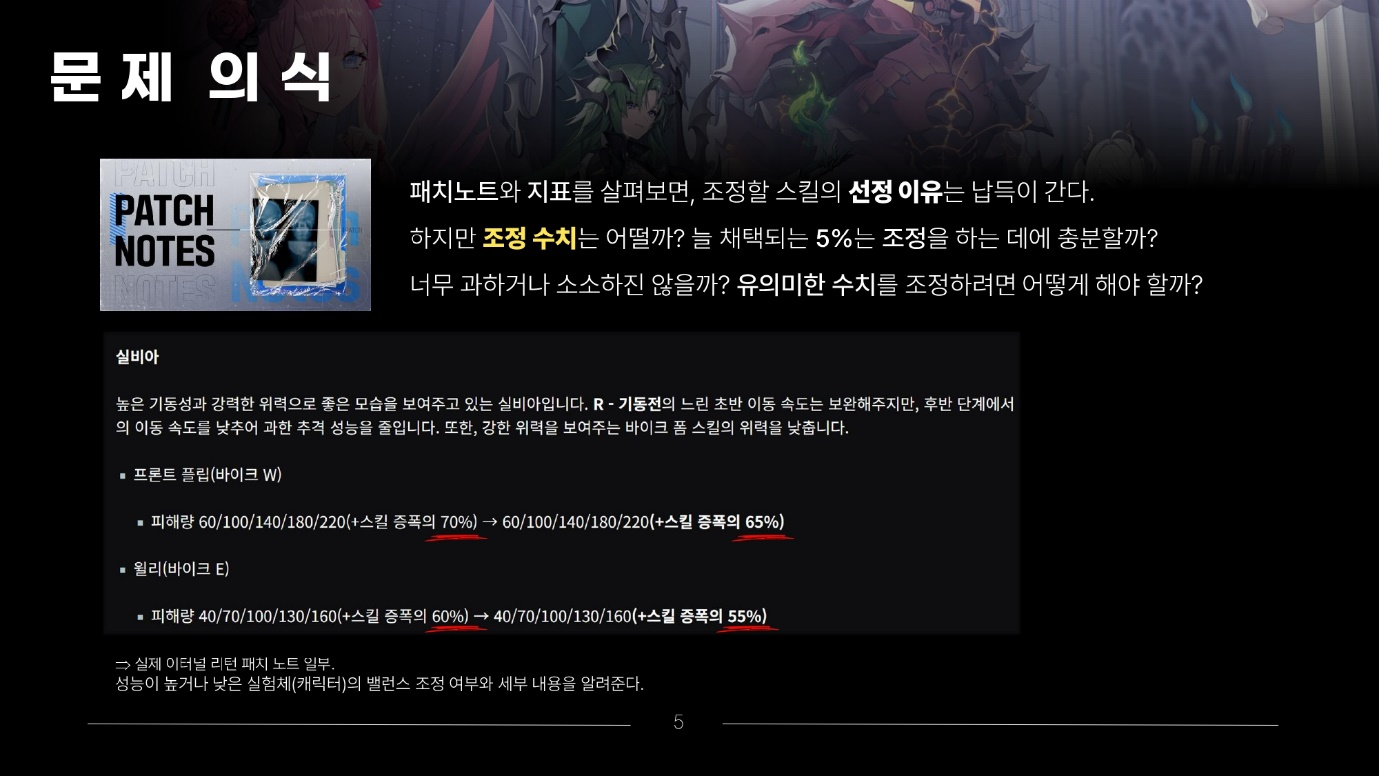 문제 의식
PATCH
PATCH
NOTES
NOTES
패치노트와 지표를 살펴보면, 조정할 스킬의 선정 이유는 납득이 간다.
하지만 조정 수치는 어떨까? 늘 채택되는 5%는 조정을 하는 데에 충분할까?
너무 과하거나 소소하진 않을까? 유의미한 수치를 조정하려면 어떻게 해야 할까?
실비아
높은 기동성과 강력한 위력으로 좋은 모습을 보여주고 있는 실비아입니다. R - 기동전의 느린 초반 이동 속도는 보완해주지만, 후반 단계에서
의 이동 속도를 낮추어 과한 추격 성능을 줄입니다. 또한, 강한 위력을 보여주는 바이크 폼 스킬의 위력을 낮춥니다.
▪ 프론트 플립(바이크 W)
▪ 피해량 60/100/140/180/220(+스킬 증폭의 70%) → 60/100/140/180/220(+스킬 증폭의 65%)
▪ 윌리(바이크 E)
▪ 피해량 40/70/100/130/160(+스킬 증폭의 60%) → 40/70/100/130/160(+스킬 증폭의 55%)
⇒ 실제 이터널 리턴 패치 노트 일부.
성능이 높거나 낮은 실험체(캐릭터)의 밸런스 조정 여부와 세부 내용을 알려준다.
5